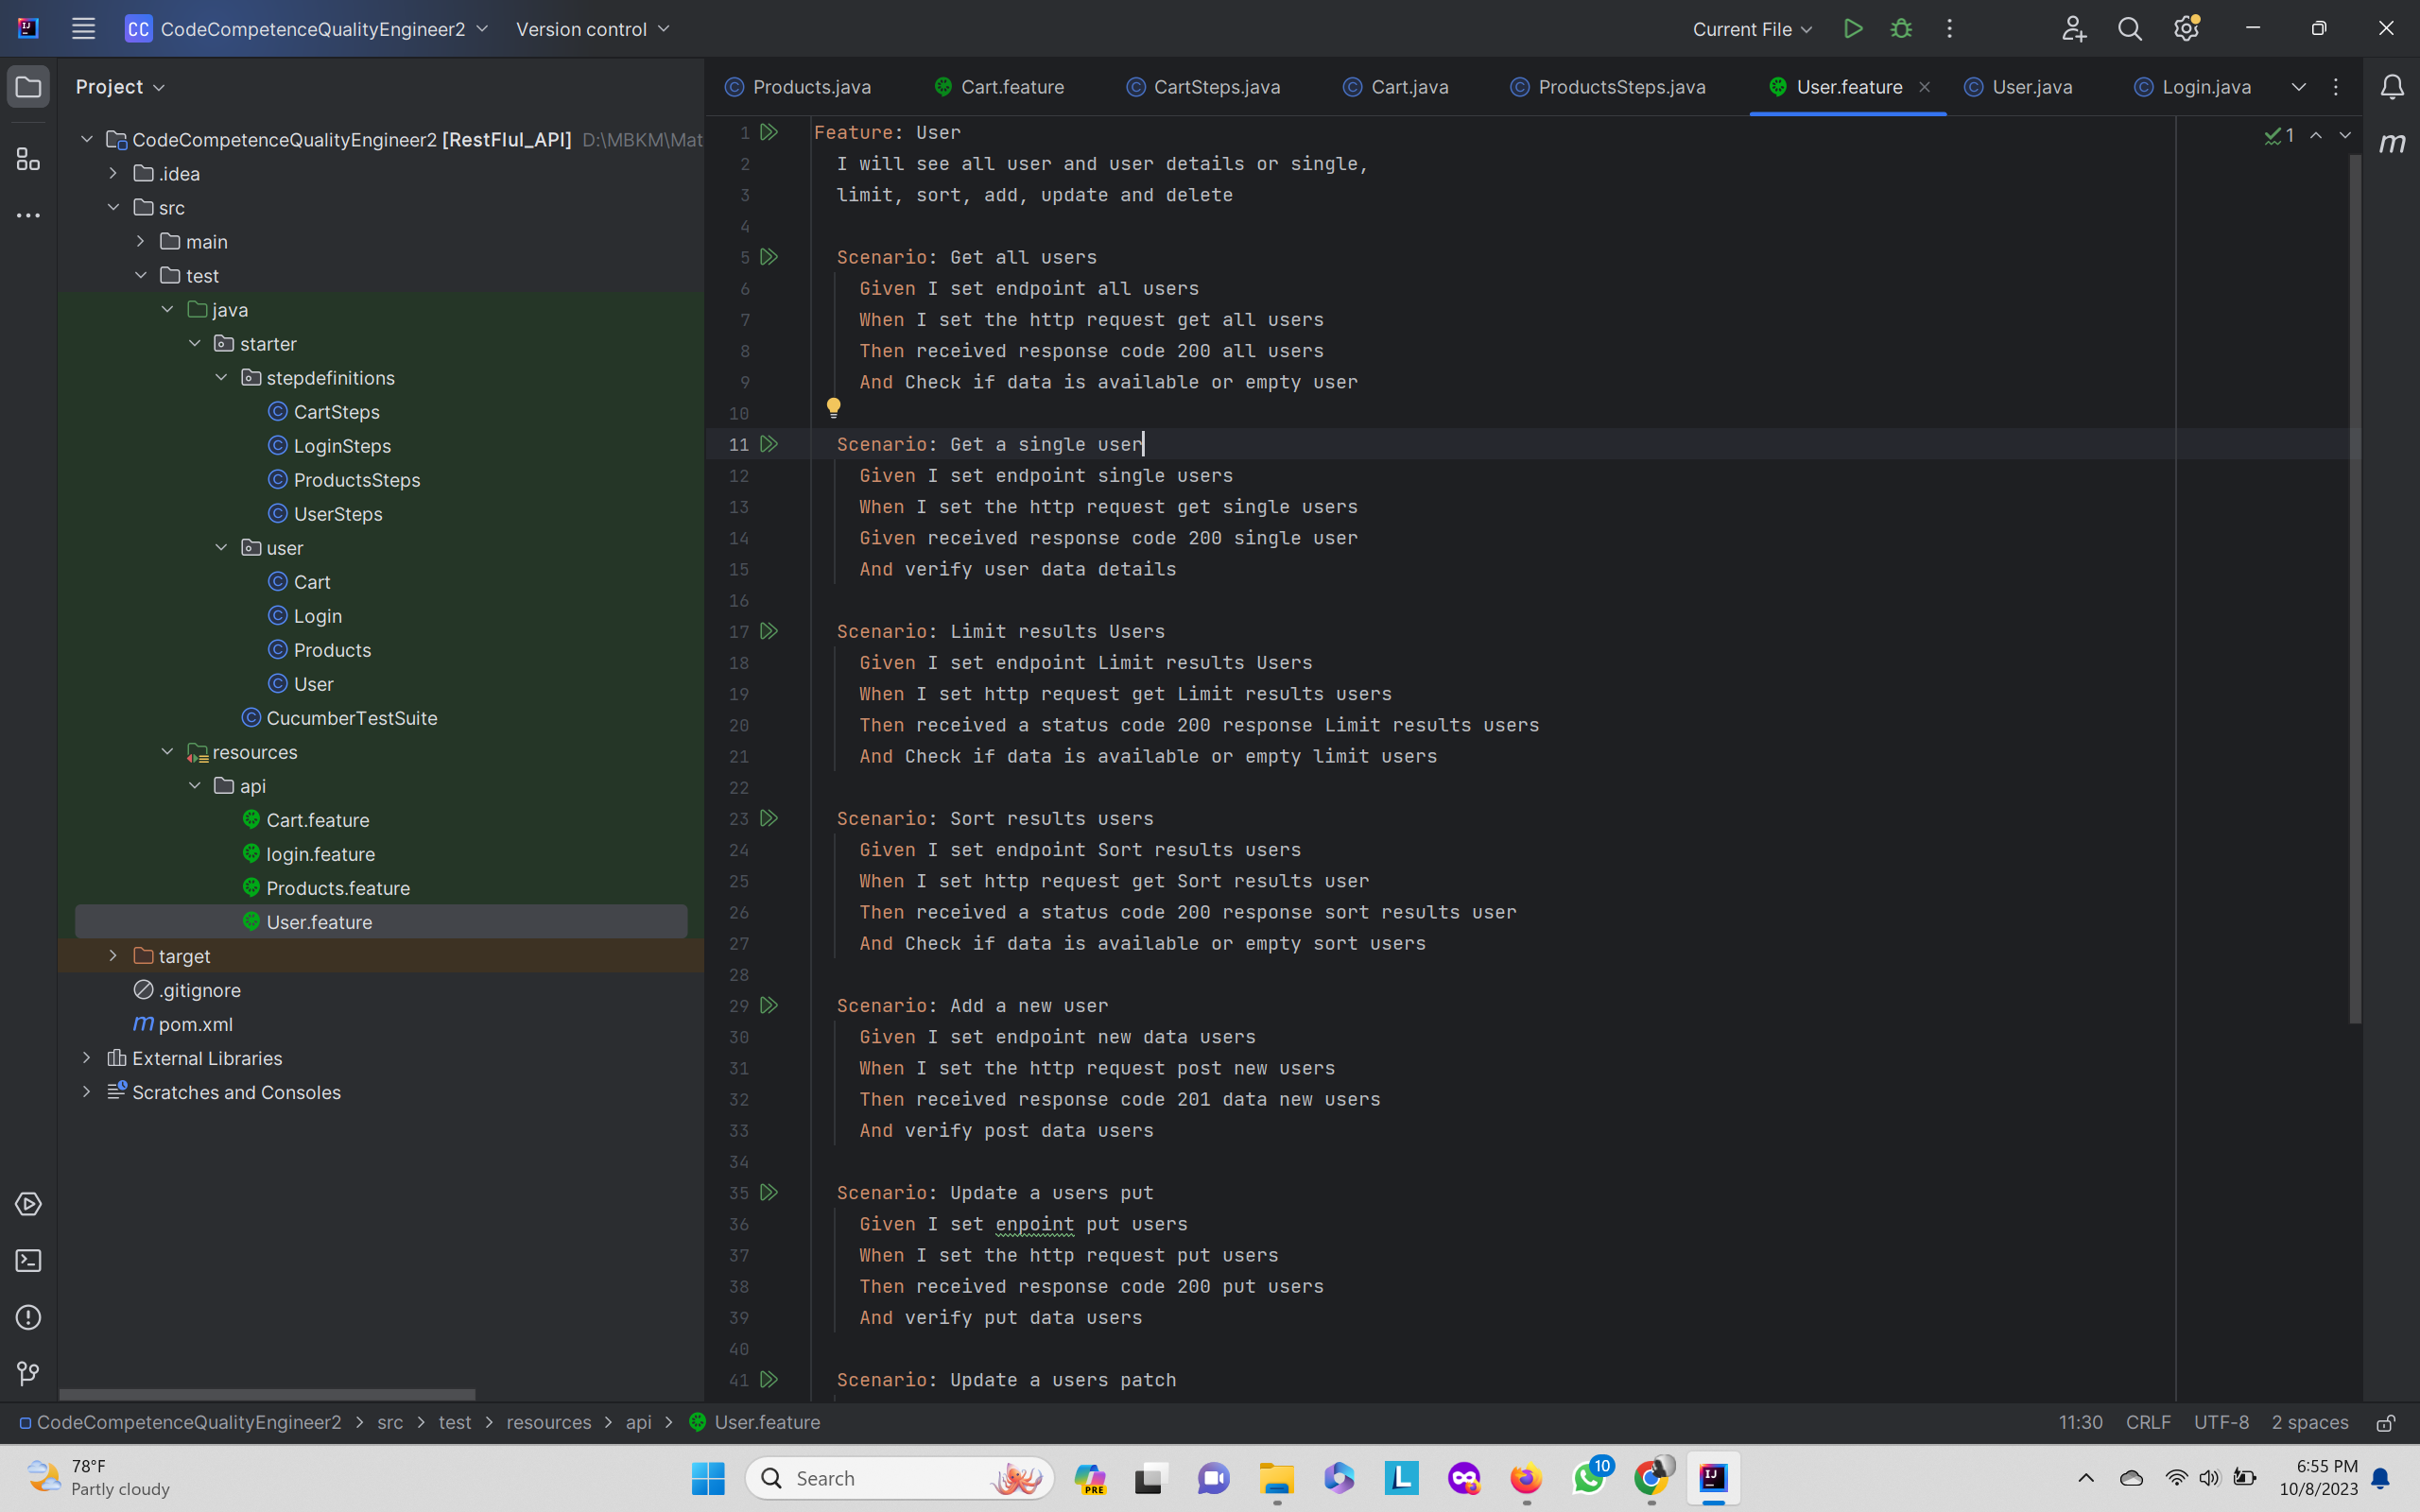 CC CodeCompetenceQualityEngineer2 Version control Current File
Project
Products.java Cart.feature CartSteps.java Cart.java ProductsSteps.java User.feature User.java Login.java
CodeCompetenceQualityEngineer2 [RestFlul_API] D:\MBKM\Mat
.idea
src
main
test
java
starter
stepdefinitions
CartSteps
LoginSteps
ProductsSteps
UserSteps
user
Cart
Login
Products
User
CucumberTestSuite
resources
api
Cart.feature
login.feature
Products.feature
User.feature
target
.gitignore
m pom.xml
External Libraries
Scratches and Consoles
1 Feature: User
2 I will see all user and user details or single,
3 limit, sort, add, update and delete
4
5 Scenario: Get all users
6 Given I set endpoint all users
7 When I set the http request get all users
8 Then received response code 200 all users
9 And Check if data is available or empty user
10
11 Scenario: Get a single user
12 Given I set endpoint single users
13 When I set the http request get single users
14 Given received response code 200 single user
15 And verify user data details
16
17 Scenario: Limit results Users
18 Given I set endpoint Limit results Users
19 When I set http request get Limit results users
20 Then received a status code 200 response Limit results users
21 And Check if data is available or empty limit users
22
23 Scenario: Sort results users
24 Given I set endpoint Sort results users
25 When I set http request get Sort results user
26 Then received a status code 200 response sort results user
27 And Check if data is available or empty sort users
28
29 Scenario: Add a new user
30 Given I set endpoint new data users
31 When I set the http request post new users
32 Then received response code 201 data new users
33 And verify post data users
34
35 Scenario: Update a users put
36 Given I set enpoint put users
37 When I set the http request put users
38 Then received response code 200 put users
39 And verify put data users
40
41 Scenario: Update a users patch
1
m
CodeCompetenceQualityEngineer2 > src > test > resources > api > User.feature
11:30 CRLF UTF-8 2 spaces
78°F
Partly cloudy
Search
PRE
L
10
IJ
6:55 PM
10/8/2023